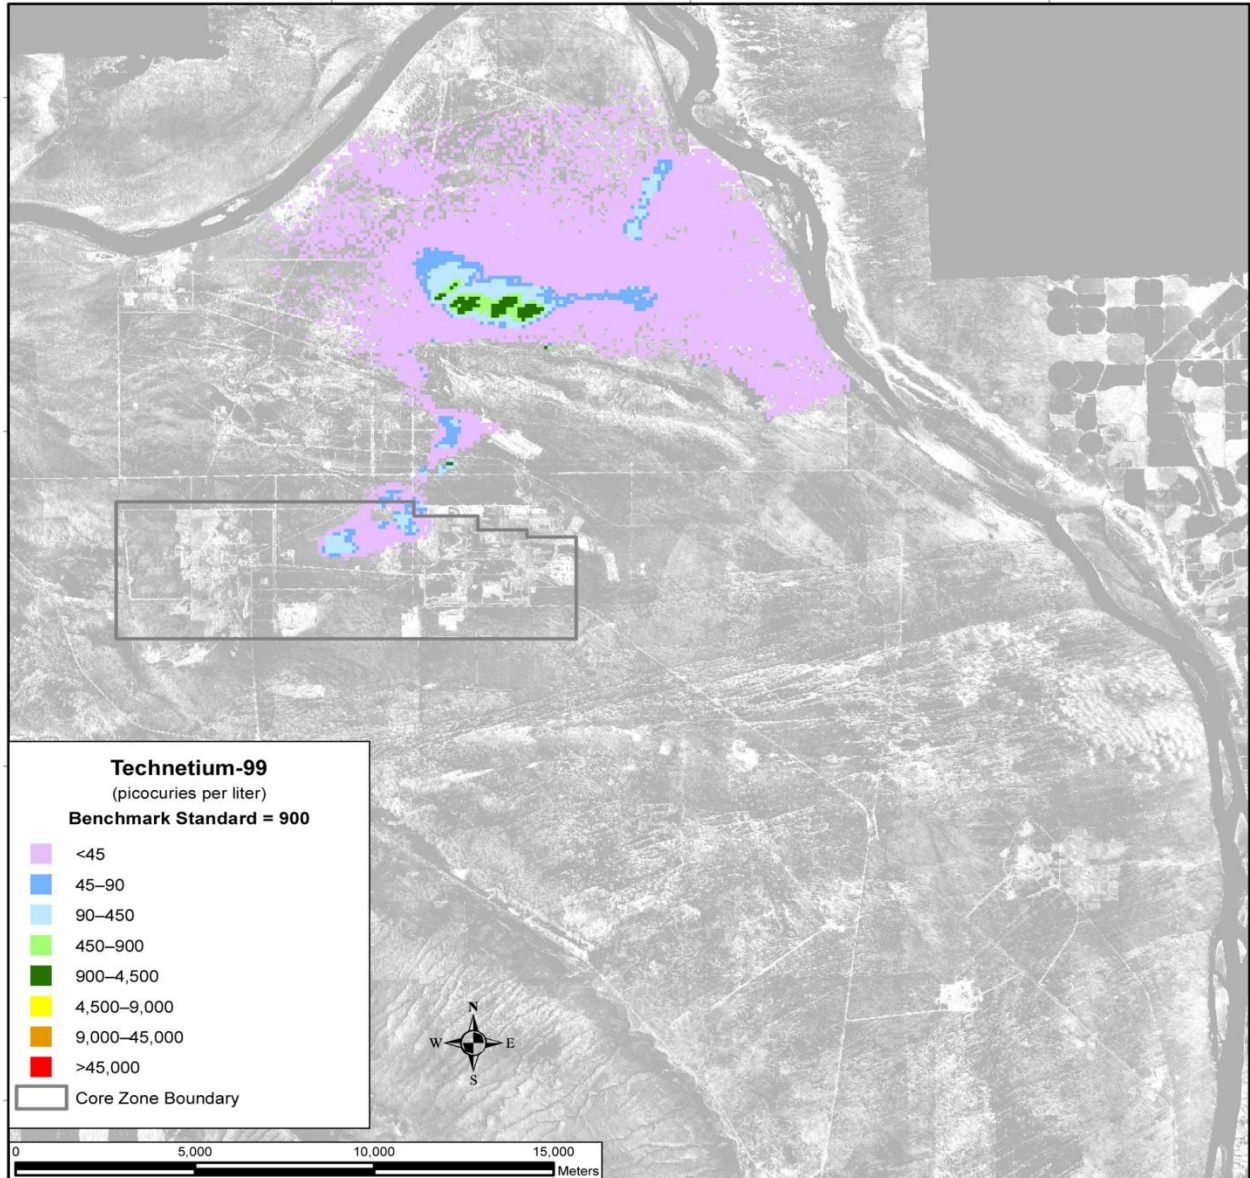 Technetium-99
(picocuries per liter)
Benchmark Standard = 900
<45
45–90
90–450
450–900
900–4,500
4,500–9,000
9,000–45,000
>45,000
Core Zone Boundary
N
W E
S
0 5,000 10,000 15,000
Meters